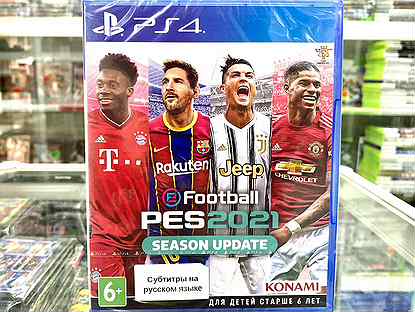 PS4
T
Rakuten
Jeep
CHEVROLET
eFootball
PES2021
SEASON UPDATE
Субтитры на
русском языке
6+
KONAMI
ДЛЯ ДЕТЕЙ СТАРШЕ 6 ЛЕТ